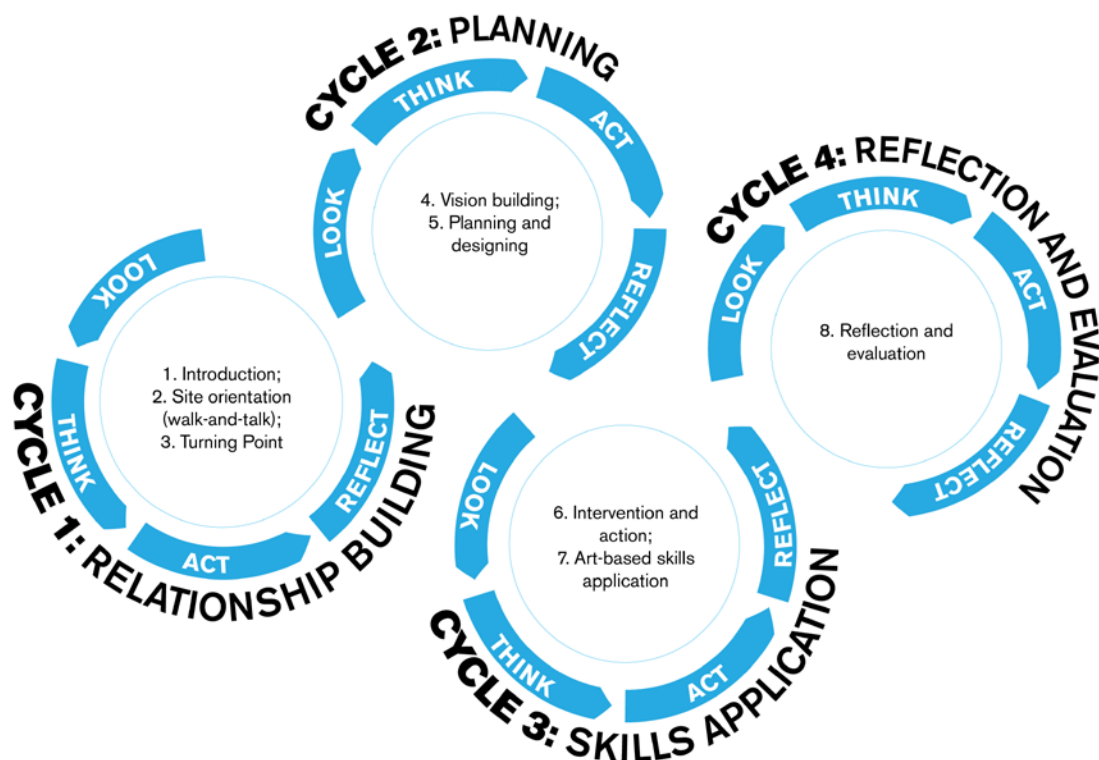 CYCLE 1: RELATIONSHIP BUILDING
LOOK
THINK
ACT
REFLECT
1. Introduction;
2. Site orientation
(walk-and-talk);
3. Turning Point
CYCLE 2: PLANNING
LOOK
THINK
ACT
REFLECT
4. Vision building;
5. Planning and
designing
CYCLE 3: SKILLS APPLICATION
LOOK
THINK
ACT
REFLECT
6. Intervention and
action;
7. Art-based skills
application
CYCLE 4: REFLECTION AND EVALUATION
LOOK
THINK
ACT
REFLECT
8. Reflection and
evaluation